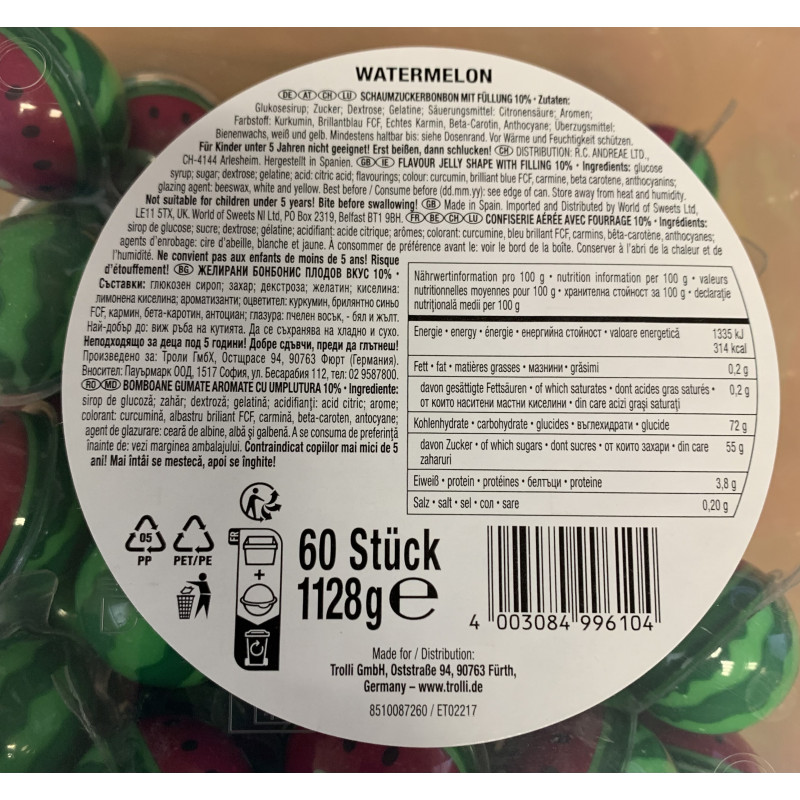 WATERMELON
DE AT CH LU SCHAUMZUCKERBONBON MIT FÜLLUNG 10% • Zutaten:
Glukosesirup; Zucker; Dextrose; Gelatine; Säuerungsmittel: Citronensäure; Aromen;
Farbstoff: Kurkumin, Brillantblau FCF, Echtes Karmin, Beta-Carotin, Anthocyane; Überzugsmittel:
Bienenwachs, weiß und gelb. Mindestens haltbar bis: siehe Dosenrand. Vor Wärme und Feuchtigkeit schützen.
Für Kinder unter 5 Jahren nicht geeignet! Erst beißen, dann schlucken! CH DISTRIBUTION: R.C. ANDREAE LTD.,
CH-4144 Arlesheim. Hergestellt in Spanien. GB IE FLAVOUR JELLY SHAPE WITH FILLING 10% • Ingredients: glucose
syrup; sugar; dextrose; gelatine; acid: citric acid; flavourings; colour: curcumin, brilliant blue FCF, carmine, beta carotene, anthocyanins;
glazing agent: beeswax, white and yellow. Best before / Consume before (dd.mm.yy): see edge of can. Store away from heat and humidity.
Not suitable for children under 5 years! Bite before swallowing! GB Made in Spain. Imported and Distributed by World of Sweets Ltd,
LE11 5TX, UK. World of Sweets NI Ltd, PO Box 2319, Belfast BT1 9BH. FR BE CH LU CONFISERIE AÉRÉE AVEC FOURRAGE 10% • Ingrédients:
sirop de glucose; sucre; dextrose; gélatine; acidifiant: acide citrique; arômes; colorant: curcumine, bleu brillant FCF, carmins, bêta-carotène, anthocyanes;
agents d'enrobage: cire d'abeille, blanche et jaune. À consommer de préférence avant le: voir le bord de la boîte. Conserver à l'abri de la chaleur et de
l'humidité. Ne convient pas aux enfants de moins de 5 ans! Risque
d'étouffement! BG ЖЕЛИРАНИ БОНБОНИС ПЛОДОВ ВКУС 10% •
Съставки: глюкозен сироп; захар; декстроза; желатин; киселина:
лимонена киселина; ароматизанти; оцветител: куркумин, брилянтно синьо
FCF, кармин, бета-каротин, антоциан; глазура: пчелен восък, - бял и жълт.
Най-добър до: виж ръба на кутията. Да се съхранява на хладно и сухо.
Неподходящо за деца под 5 години! Добре сдъвчи, преди да глътнеш!
Произведено за: Троли ГмбХ, Остщрасе 94, 90763 Фюрт (Германия).
Вносител: Пауърмарк ООД, 1517 София, ул. Бесарабия 112, тел: 02 9587800.
RO MD BOMBOANE GUMATE AROMATE CU UMPLUTURA 10% • Ingrediente:
sirop de glucoză; zahăr; dextroză; gelatină; acidifianţi: acid citric; arome;
colorant: curcumină, albastru briliant FCF, carmină, beta-caroten, antocyane;
agent de glazurare: ceară de albine, albă şi galbenă. A se consuma de preferinţă
înainte de: vezi marginea ambalajului. Contraindicat copiilor mai mici de 5
ani! Mai întâi se mestecă, apoi se înghite!
Nährwertinformation pro 100 g • nutrition information per 100 g • valeurs
nutritionnelles moyennes pour 100 g • хранителна стойност за 100 g • declaraţie
nutriţională medii per 100 g
Energie • energy • énergie • енергийна стойност • valoare energetică 1335 kJ
314 kcal
Fett • fat • matières grasses • мазнини • grăsimi 0,2 g
davon gesättigte Fettsäuren • of which saturates • dont acides gras saturés • 0,2 g
от които наситени мастни киселини • din care acizi graşi saturaţi
Kohlenhydrate • carbohydrate • glucides • въглехидрати • glucide 72 g
davon Zucker • of which sugars • dont sucres • от които захари • din care 55 g
zaharuri
Eiweiß • protein • protéines • белтъци • proteine 3,8 g
Salz • salt • sel • сол • sare 0,20 g
05
PP
PET/PE
FR
+
60 Stück
1128g e
4 003084 996104
Made for / Distribution:
Trolli GmbH, Oststraße 94, 90763 Fürth,
Germany – www.trolli.de
8510087260 / ET02217